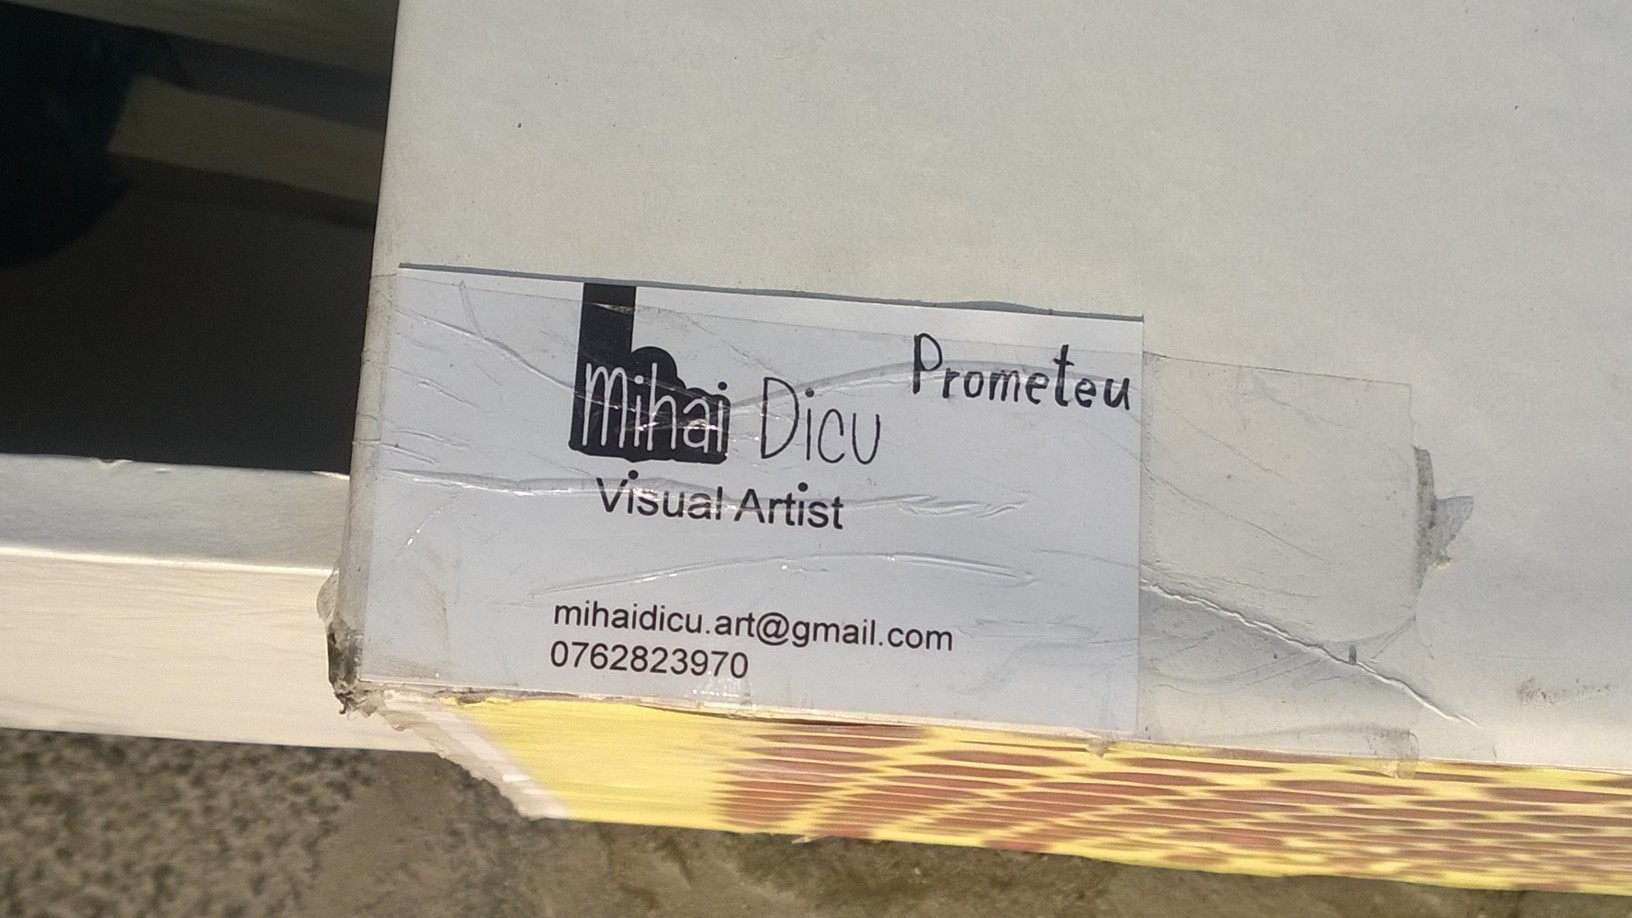 mihai Dicu
Prometeu
Visual Artist
mihaidicu.art@gmail.com
0762823970